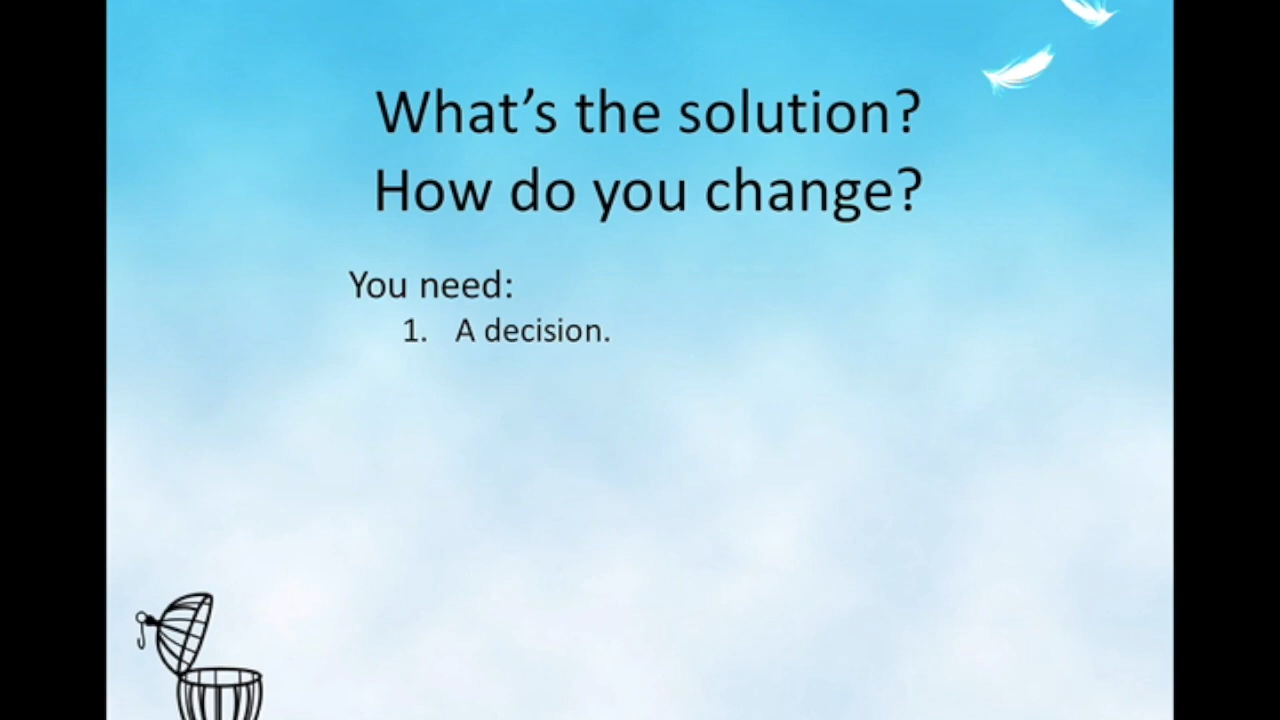 What’s the solution?
How do you change?
You need:
1. A decision.